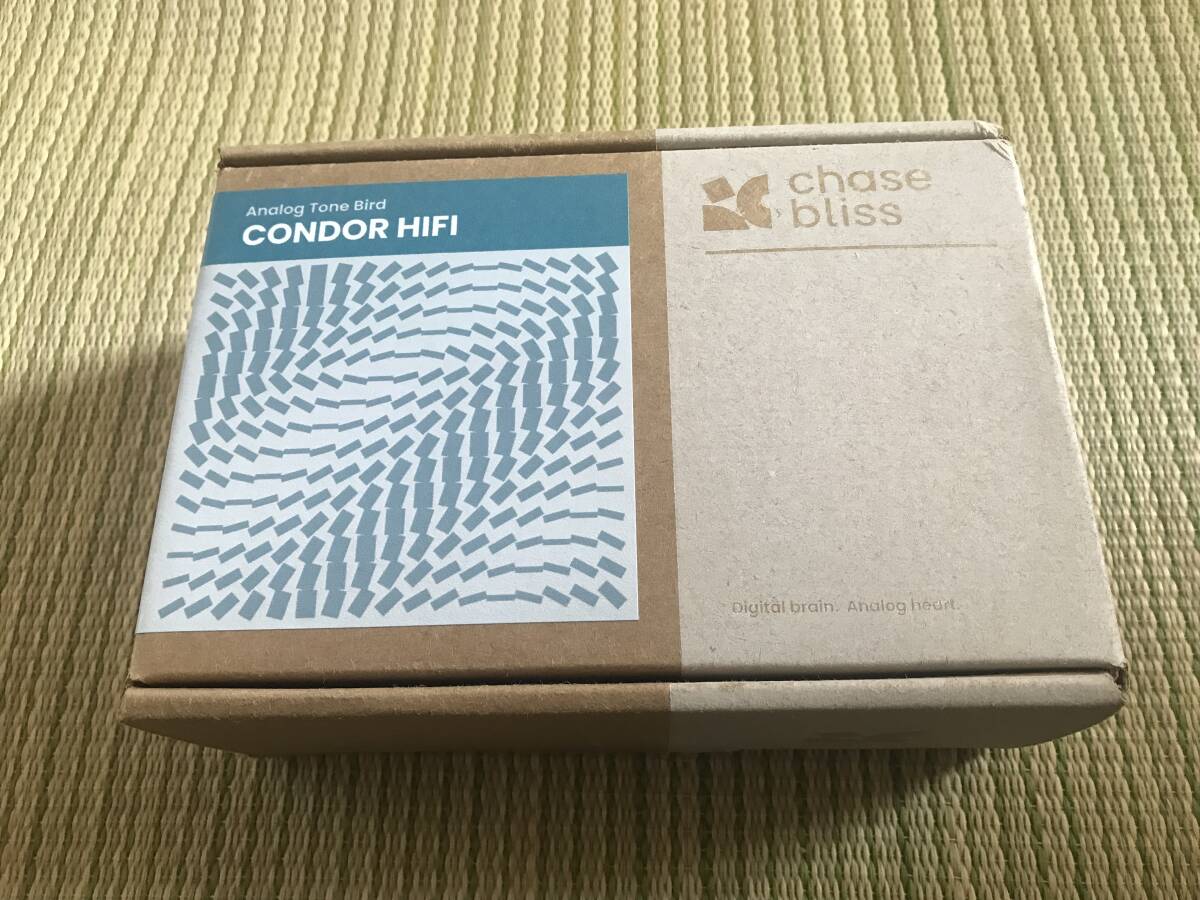 Analog Tone Bird
CONDOR HIFI
chase
bliss
Digital brain. Analog heart.